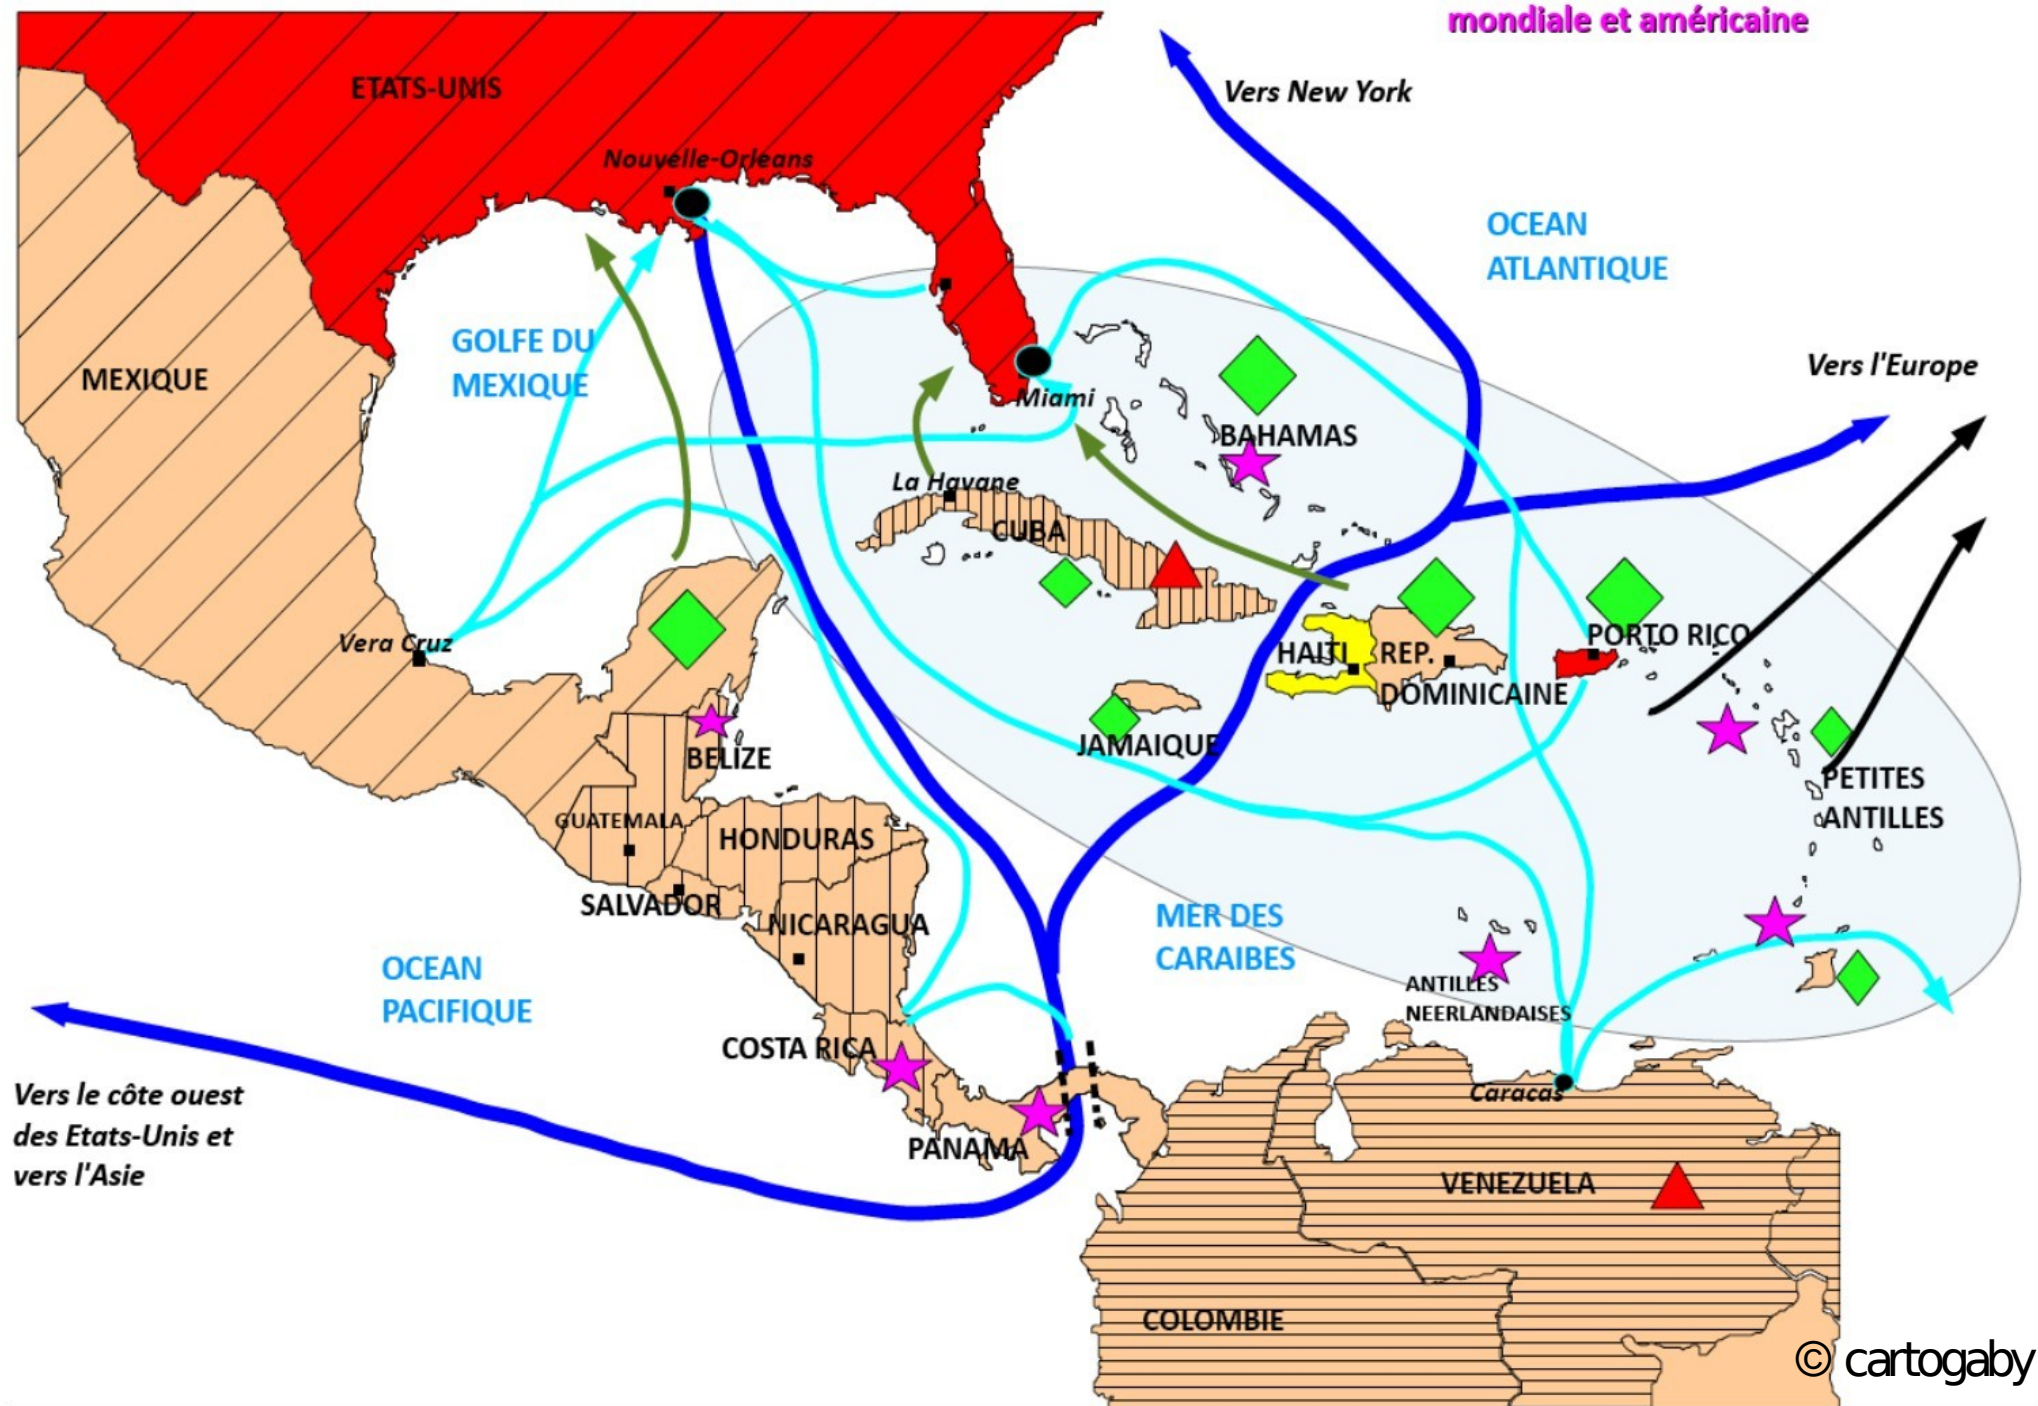 mondiale et américaine
Vers New York
ETATS-UNIS
Nouvelle-Orleans
OCEAN
ATLANTIQUE
GOLFE DU
MEXIQUE
MEXIQUE
Vers l'Europe
Miami
BAHAMAS
La Havane
CUBA
Vera Cruz
HAITI
REP.
DOMINICAINE
PORTO RICO
JAMAIQUE
BELIZE
PETITES
ANTILLES
GUATEMALA
HONDURAS
SALVADOR
NICARAGUA
MER DES
CARAIBES
OCEAN
PACIFIQUE
ANTILLES
NEERLANDAISES
COSTA RICA
Vers le côte ouest
des Etats-Unis et
vers l'Asie
Caracas
PANAMA
VENEZUELA
COLOMBIE
© cartogaby